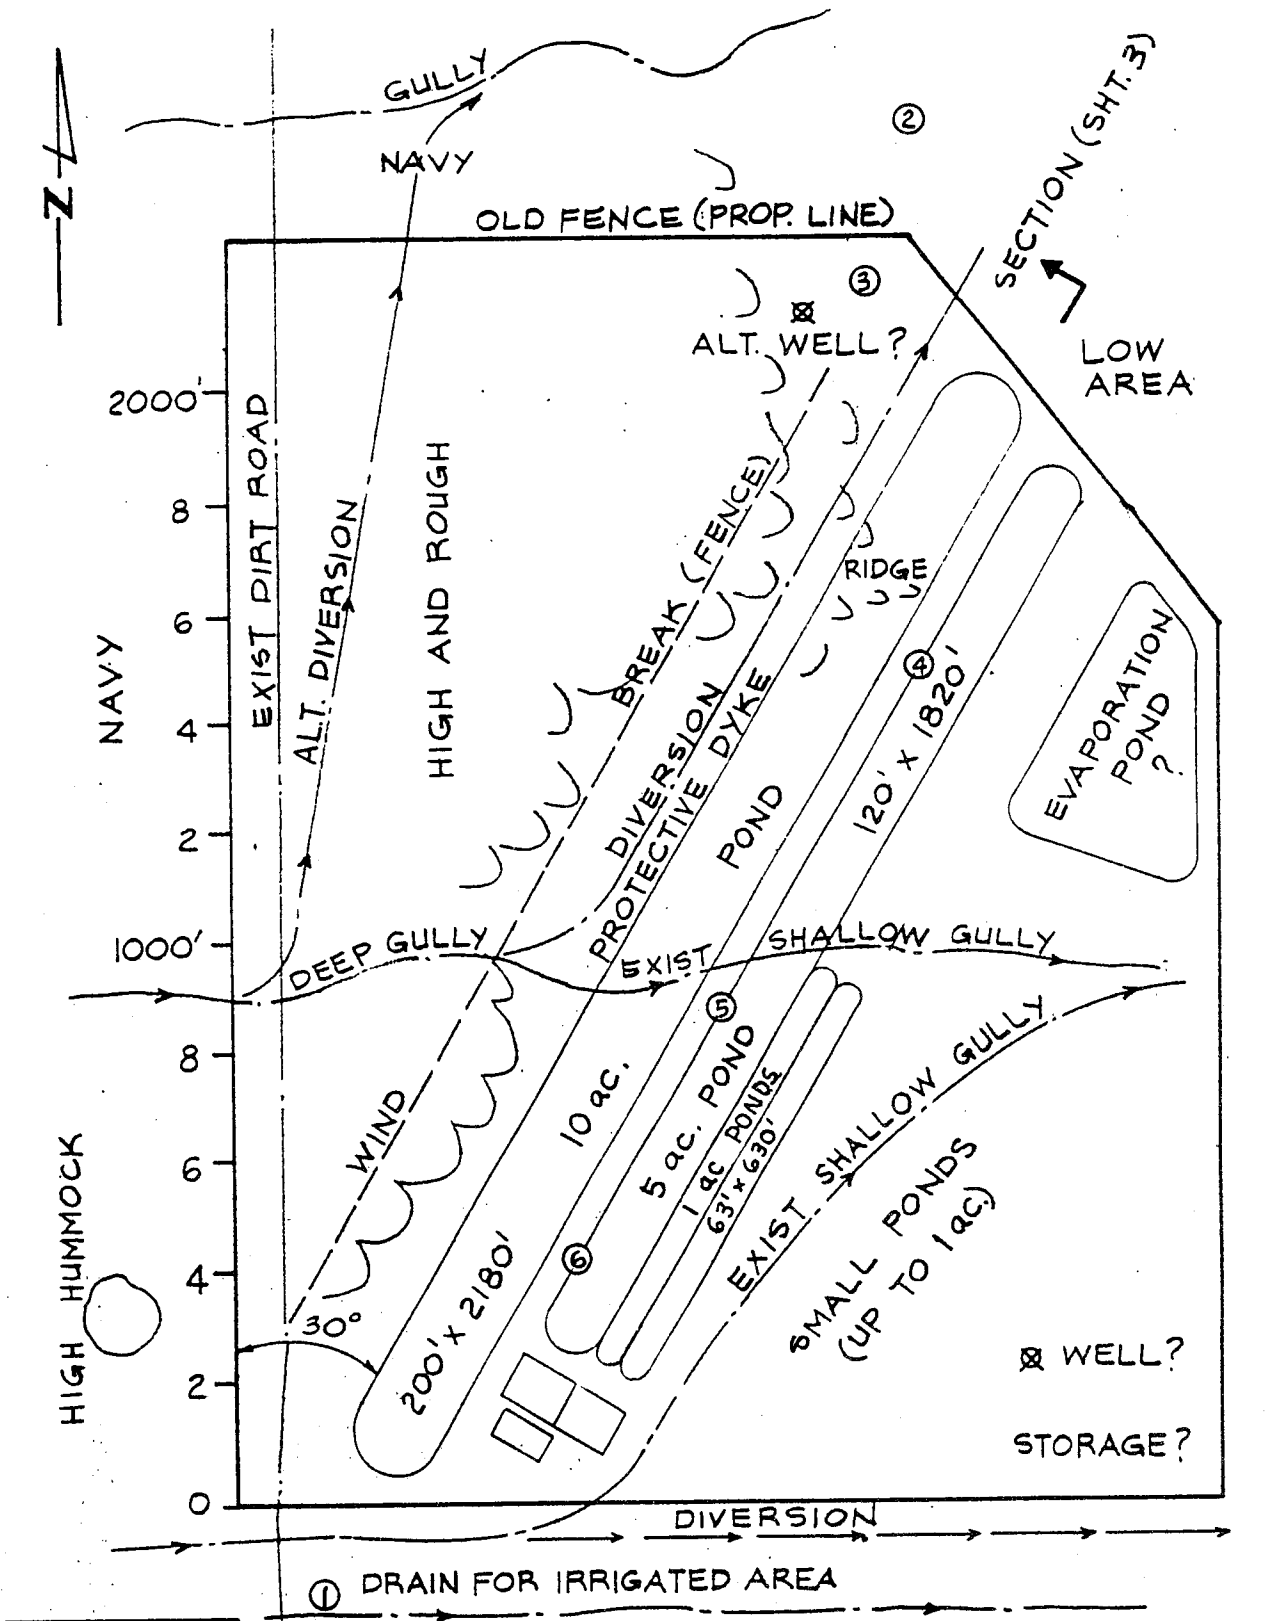 GULLY
NAVY
N
②
SECTION (SHT. 3)
OLD FENCE (PROP. LINE)
③
ALT. WELL?
LOW
AREA
2000'
8
6
4
2
1000'
8
6
4
2
0
NAVY
EXIST DIRT ROAD
ALT. DIVERSION
HIGH AND ROUGH
WIND BREAK (FENCE)
DIVERSION
PROTECTIVE DYKE
RIDGE
④
120' x 1820'
EVAPORATION
POND
?
10 ac. POND
200' x 2180'
DEEP GULLY
EXIST SHALLOW GULLY
⑤
5 ac. POND
1 ac PONDS
63' x 630'
⑥
EXIST SHALLOW GULLY
SMALL PONDS
(UP TO 1 ac.)
HIGH HUMMOCK
30°
WELL?
STORAGE?
DIVERSION
① DRAIN FOR IRRIGATED AREA